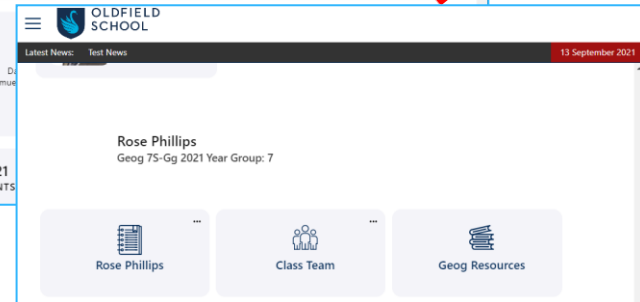 OLDFIELD
SCHOOL
Latest News: Test News 13 September 2021
Rose Phillips
Geog 7S-Gg 2021 Year Group: 7
... ...
Rose Phillips Class Team Geog Resources